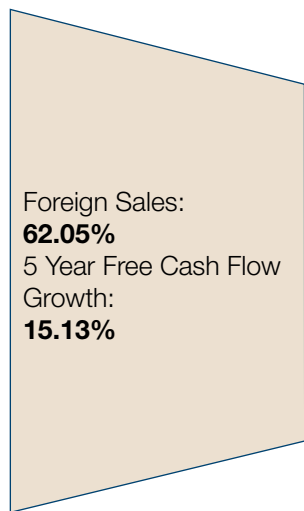 Foreign Sales:
62.05%
5 Year Free Cash Flow
Growth:
15.13%